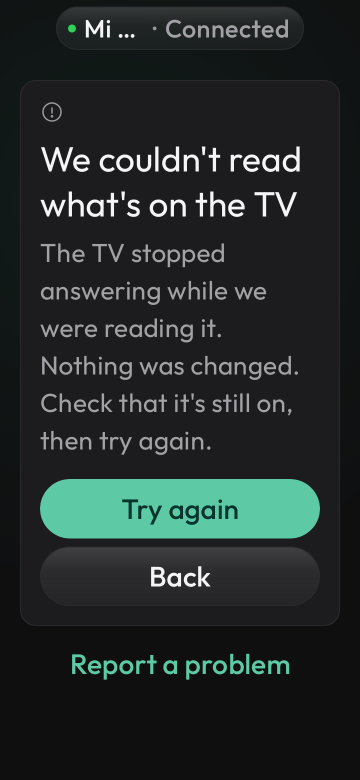 Mi ... · Connected
We couldn't read
what's on the TV
The TV stopped
answering while we
were reading it.
Nothing was changed.
Check that it's still on,
then try again.
Try again
Back
Report a problem